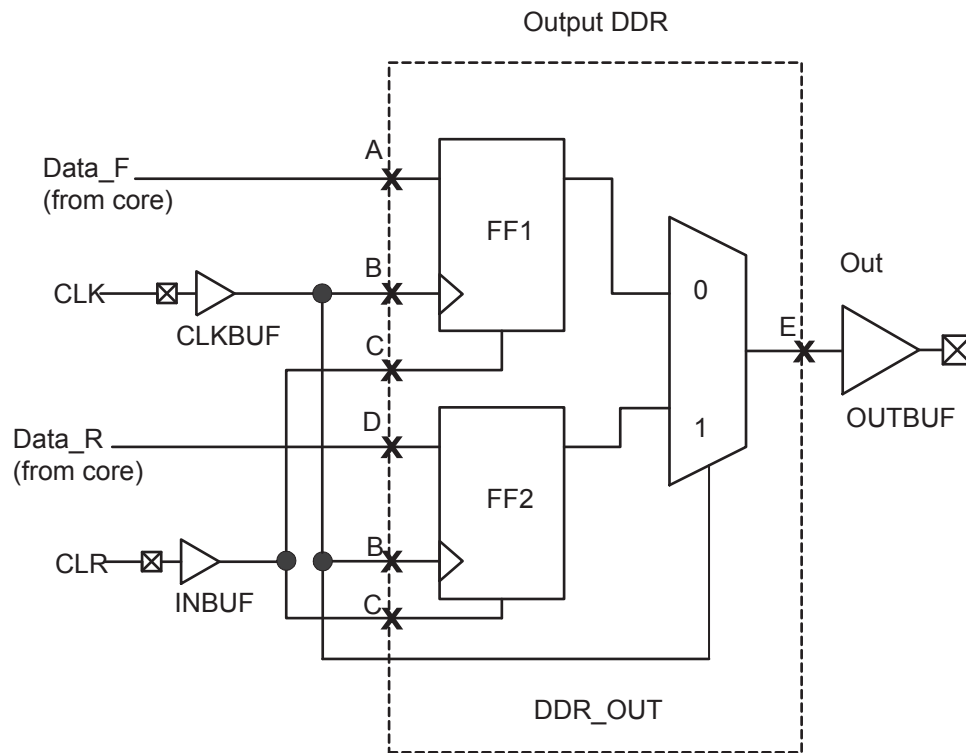 Output DDR
A
Data_F
(from core)
FF1
B
Out
CLK
0
CLKBUF
E
C
D
OUTBUF
Data_R
(from core)
1
FF2
B
CLR
INBUF
C
DDR_OUT